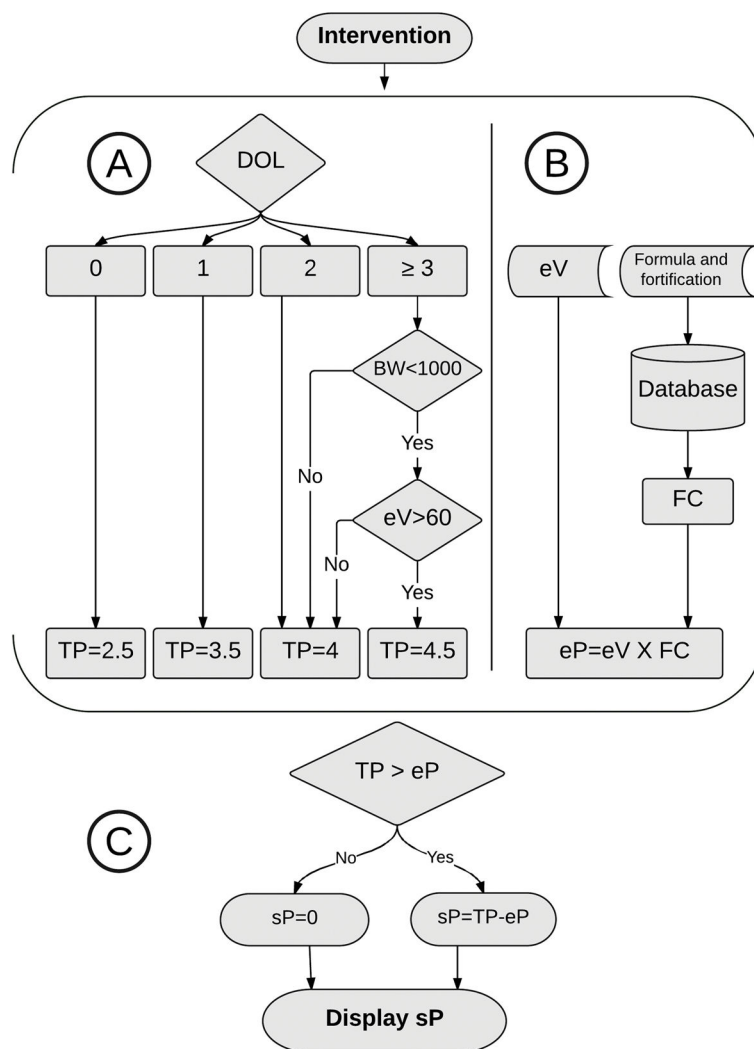 Intervention
A
DOL
B
0
1
2
≥ 3
eV
Formula and
fortification
BW<1000
Database
Yes
No
FC
eV>60
No
Yes
TP=2.5
TP=3.5
TP=4
TP=4.5
eP=eV X FC
TP > eP
C
No
Yes
sP=0
sP=TP-eP
Display sP